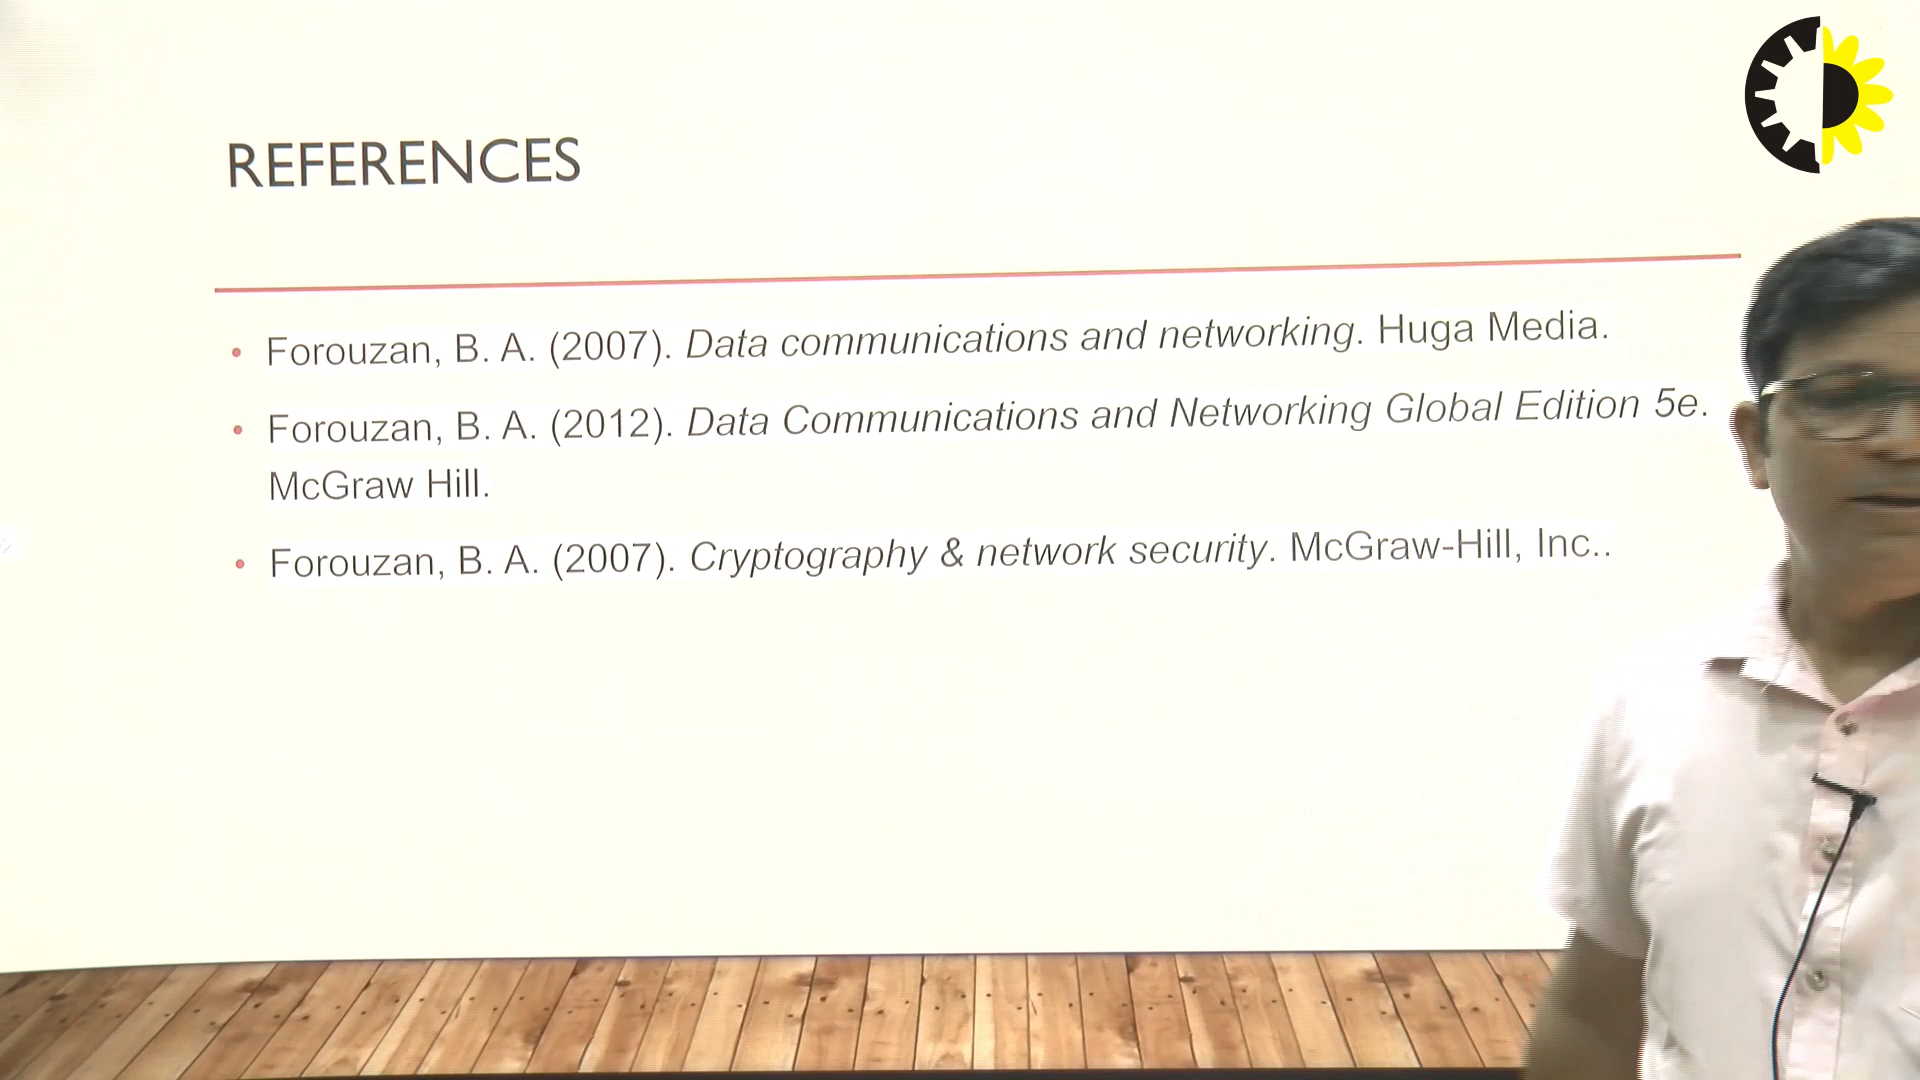 REFERENCES
• Forouzan, B. A. (2007). Data communications and networking. Huga Media.
• Forouzan, B. A. (2012). Data Communications and Networking Global Edition 5e.
McGraw Hill.
• Forouzan, B. A. (2007). Cryptography & network security. McGraw-Hill, Inc..